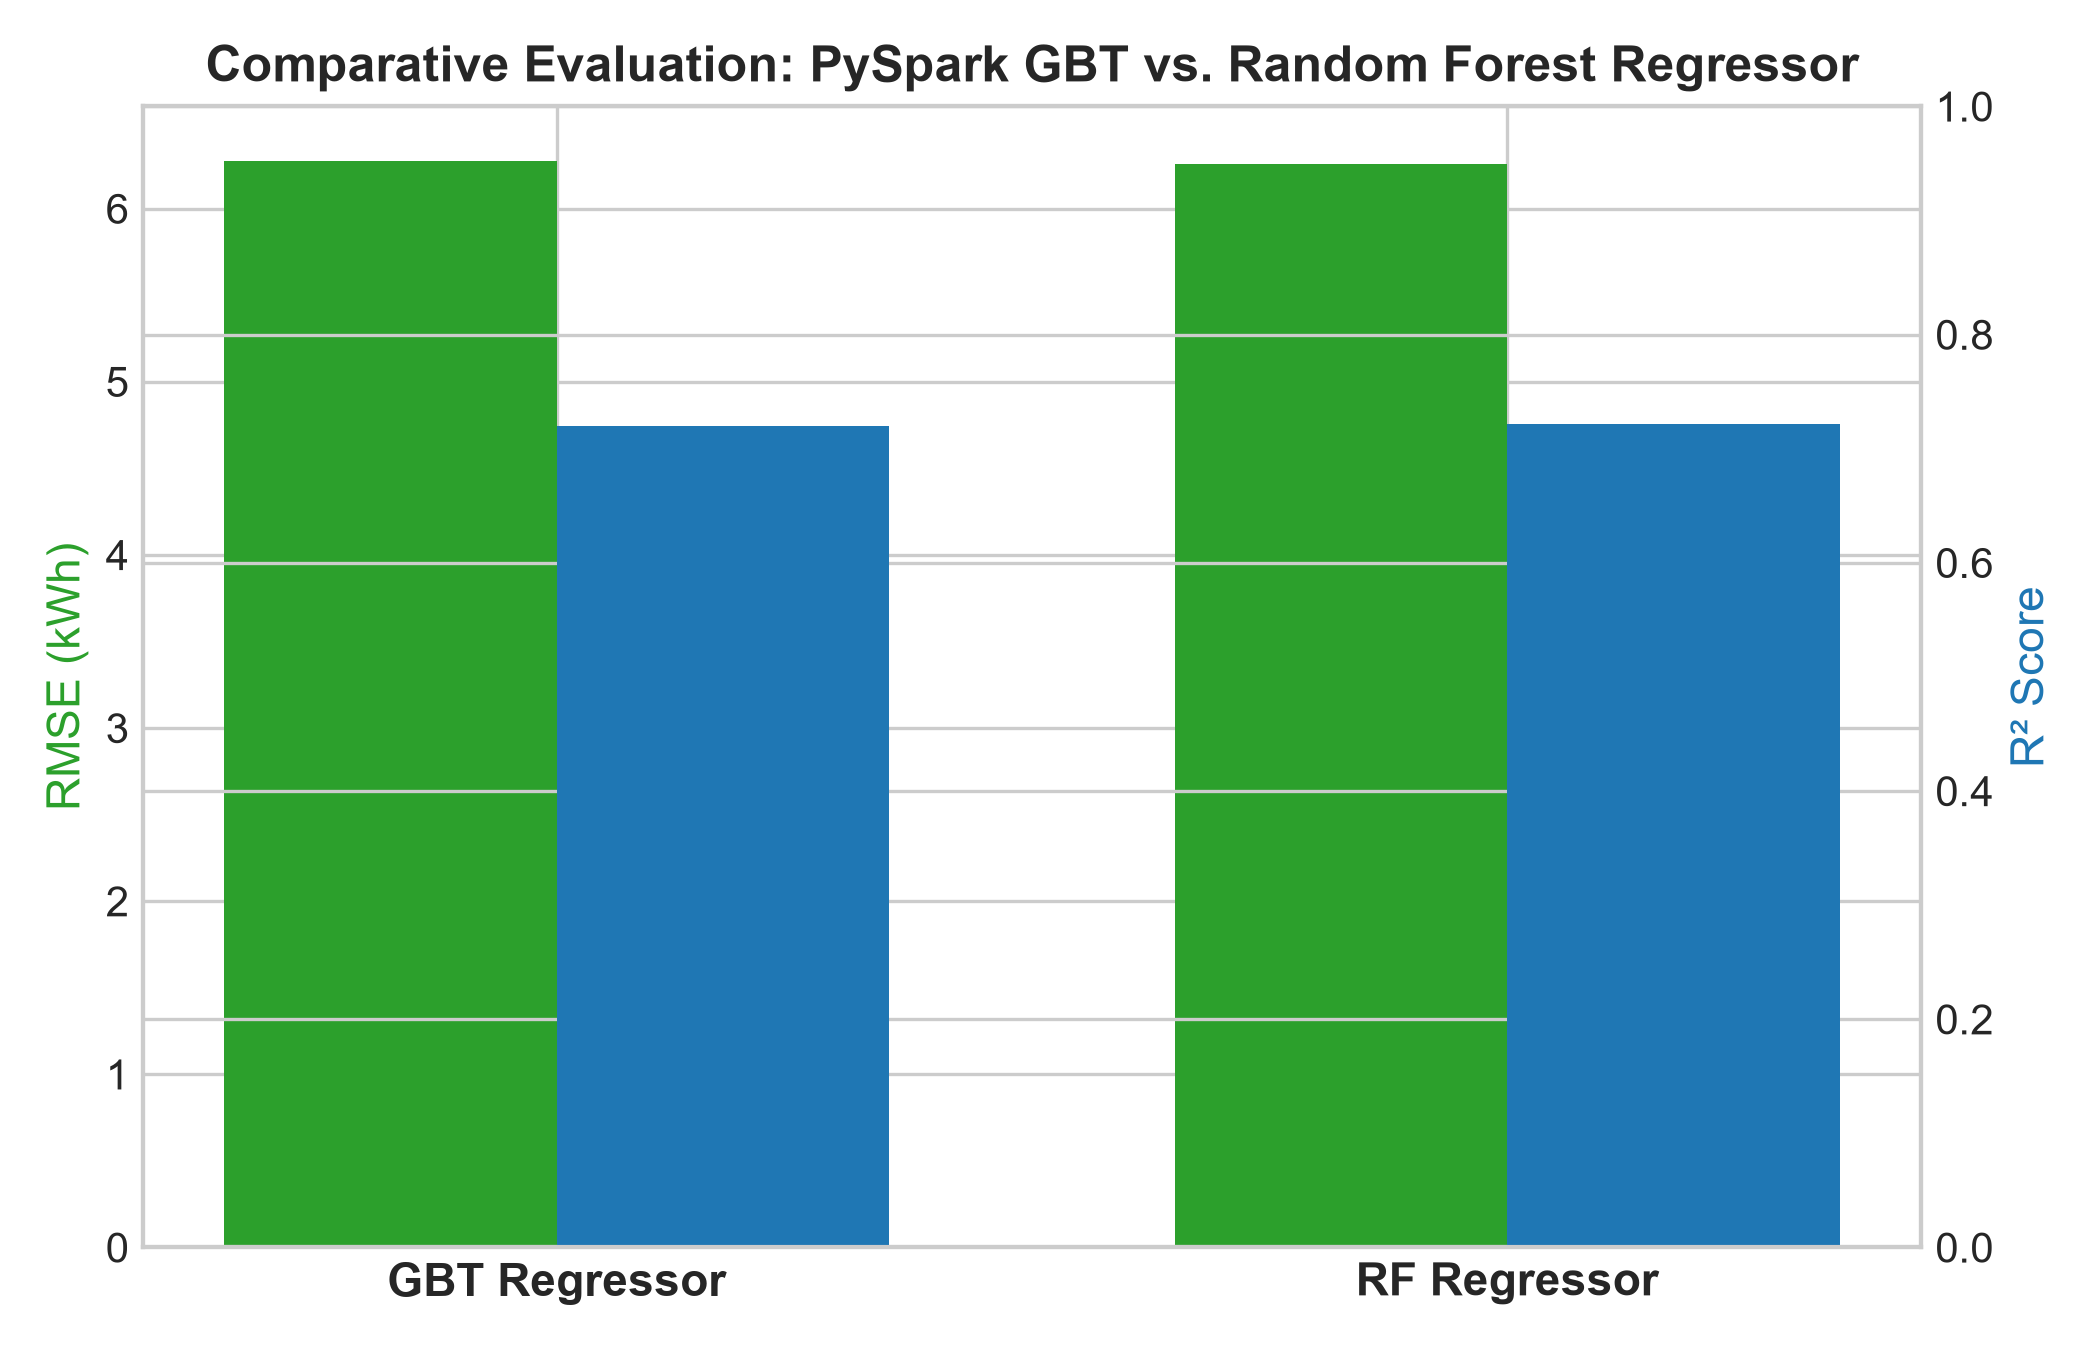 Comparative Evaluation: PySpark GBT vs. Random Forest Regressor
RMSE (kWh)
6
5
4
3
2
1
0
1.0
0.8
0.6
0.4
0.2
0.0
R² Score
GBT Regressor
RF Regressor